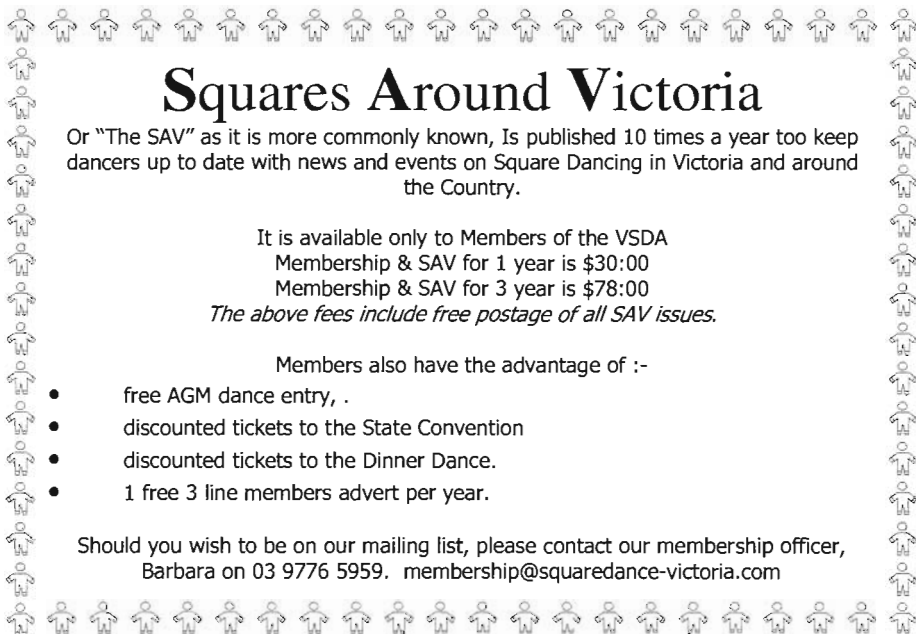 Squares Around Victoria
Or "The SAV" as it is more commonly known, Is published 10 times a year too keep
dancers up to date with news and events on Square Dancing in Victoria and around
the Country.
It is available only to Members of the VSDA
Membership & SAV for 1 year is $30:00
Membership & SAV for 3 year is $78:00
The above fees include free postage of all SAV issues.
Members also have the advantage of :-
• free AGM dance entry, .
• discounted tickets to the State Convention
• discounted tickets to the Dinner Dance.
• 1 free 3 line members advert per year.
Should you wish to be on our mailing list, please contact our membership officer,
Barbara on 03 9776 5959. membership@squaredance-victoria.com